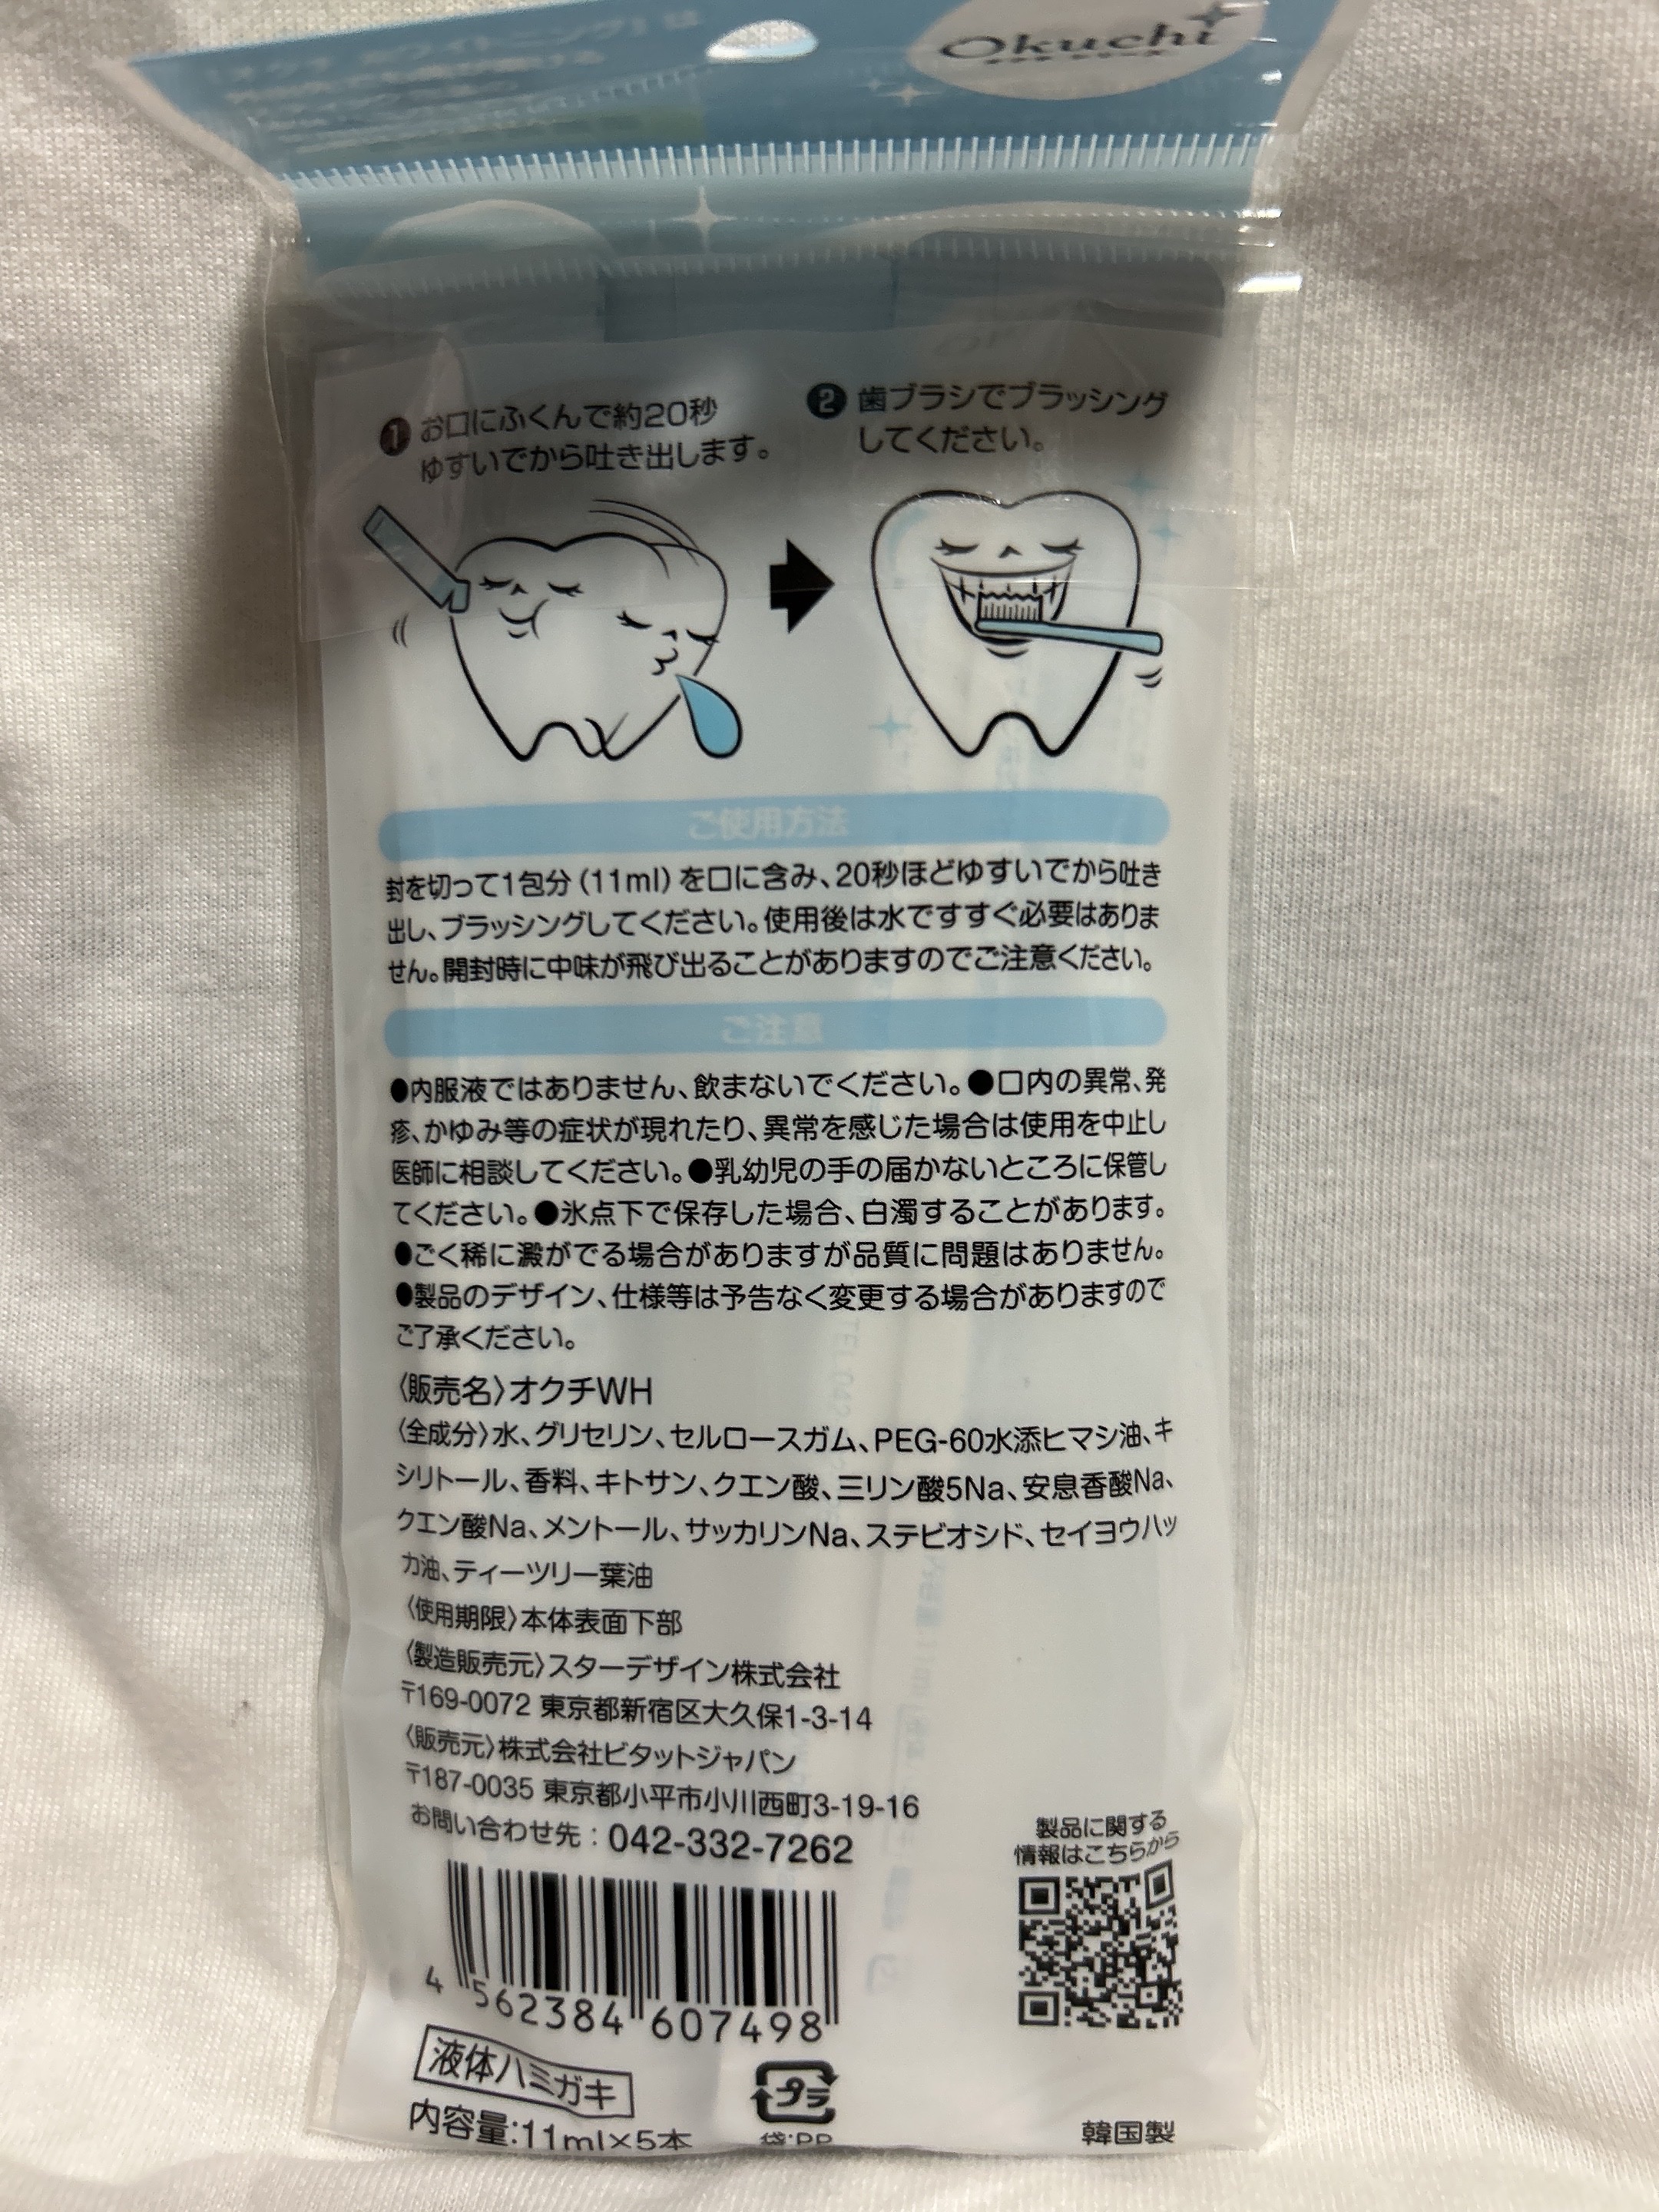 Okuchi
❶ お口にふくんで約20秒
ゆすいでから吐き出します。
❷ 歯ブラシでブラッシング
してください。
ご使用方法
封を切って1包分(11ml)を口に含み、20秒ほどゆすいでから吐き
出し、ブラッシングしてください。使用後は水ですすぐ必要はありま
せん。開封時に中味が飛び出ることがありますのでご注意ください。
ご注意
●内服液ではありません、飲まないでください。●口内の異常、発
疹、かゆみ等の症状が現れたり、異常を感じた場合は使用を中止し
医師に相談してください。●乳幼児の手の届かないところに保管し
てください。●氷点下で保存した場合、白濁することがあります。
●ごく稀に澱がでる場合がありますが品質に問題はありません。
●製品のデザイン、仕様等は予告なく変更する場合がありますので
ご了承ください。
〈販売名〉オクチWH
〈全成分〉水、グリセリン、セルロースガム、PEG-60水添ヒマシ油、キ
シリトール、香料、キトサン、クエン酸、三リン酸5Na、安息香酸Na、
クエン酸Na、メントール、サッカリンNa、ステビオシド、セイヨウハッ
カ油、ティーツリー葉油
〈使用期限〉本体表面下部
〈製造販売元〉スターデザイン株式会社
〒169-0072 東京都新宿区大久保1-3-14
〈販売元〉株式会社ビタットジャパン
〒187-0035 東京都小平市小川西町3-19-16
お問い合わせ先：042-332-7262
製品に関する
情報はこちらから
4 562384 607498
液体ハミガキ
プラ
内容量:11ml×5本
袋:PP
韓国製